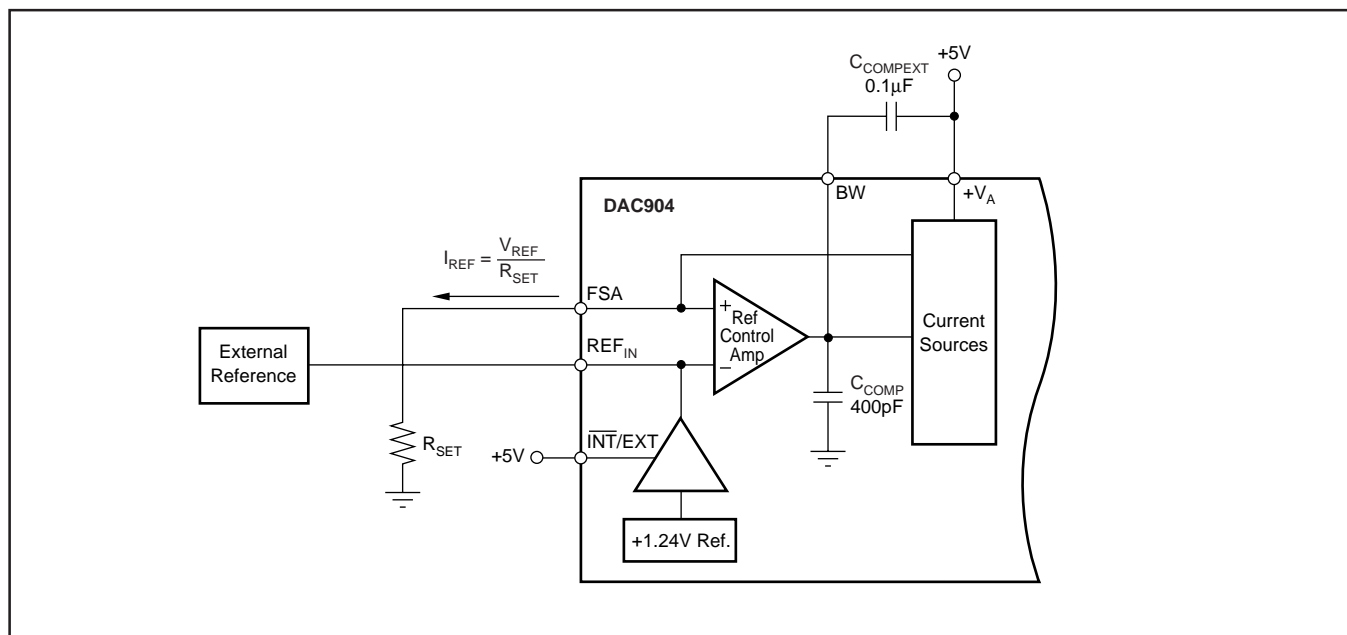 +5V
C_COMPEXT
0.1μF
BW
+V_A
DAC904
I_REF = V_REF / R_SET
FSA
+
Ref
Control
Amp
–
Current
Sources
External
Reference
REF_IN
C_COMP
400pF
R_SET
+5V
INT/EXT
+1.24V Ref.